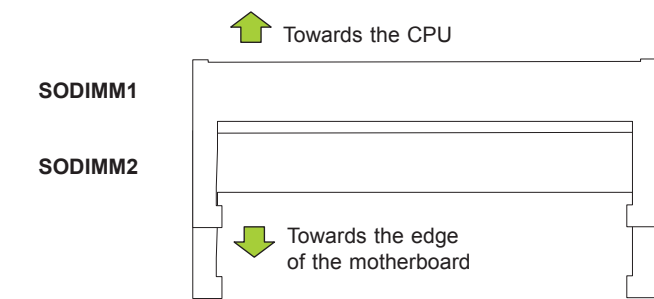 Towards the CPU
SODIMM1
SODIMM2
Towards the edge
of the motherboard